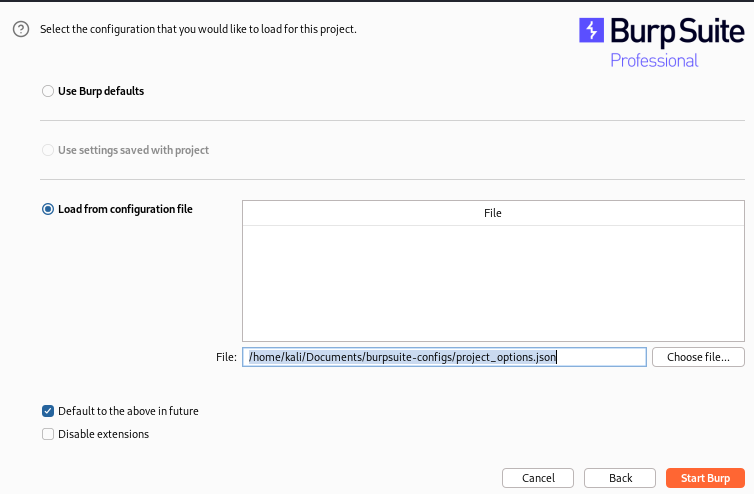 Select the configuration that you would like to load for this project.
Burp Suite
Professional
Use Burp defaults
Use settings saved with project
Load from configuration file
File
File: /home/kali/Documents/burpsuite-configs/project_options.json Choose file...
Default to the above in future
Disable extensions
Cancel Back Start Burp